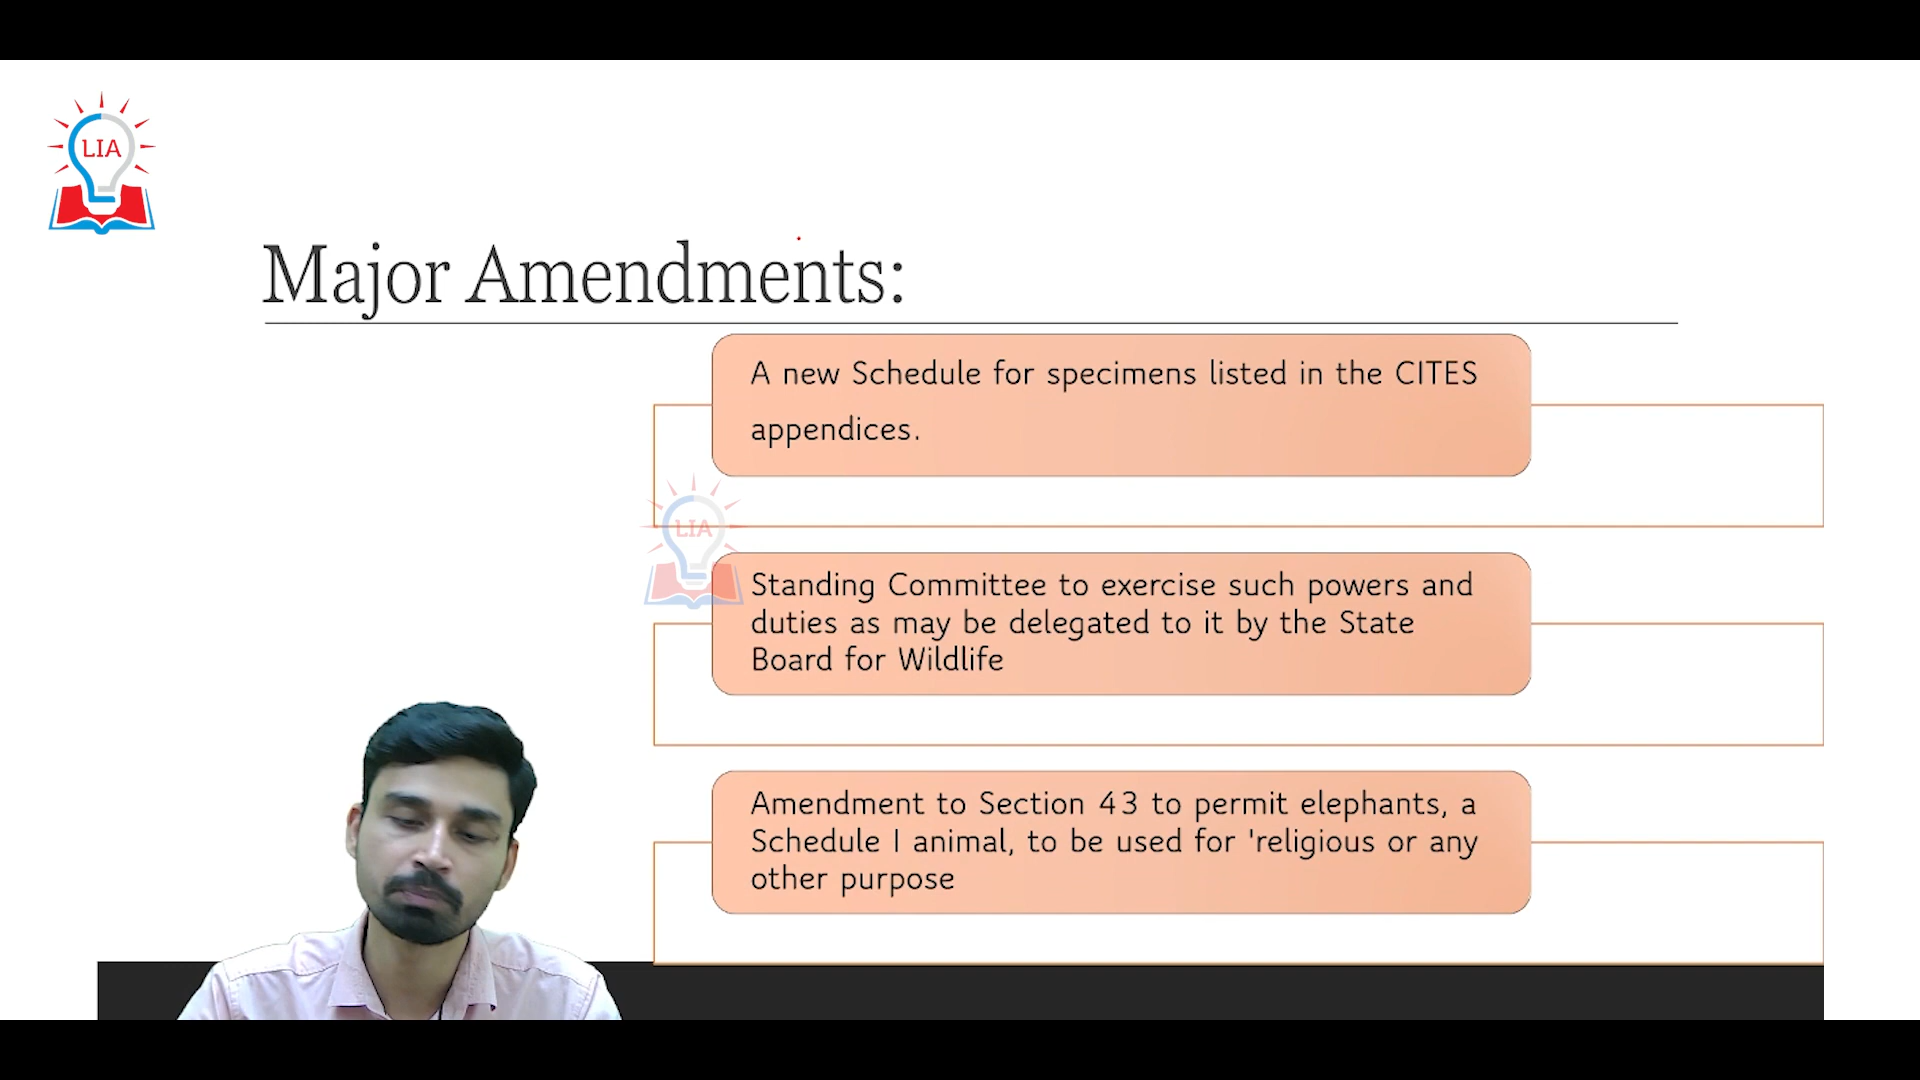 LIA
Major Amendments:
A new Schedule for specimens listed in the CITES
appendices.
LIA
Standing Committee to exercise such powers and
duties as may be delegated to it by the State
Board for Wildlife
Amendment to Section 43 to permit elephants, a
Schedule I animal, to be used for 'religious or any
other purpose